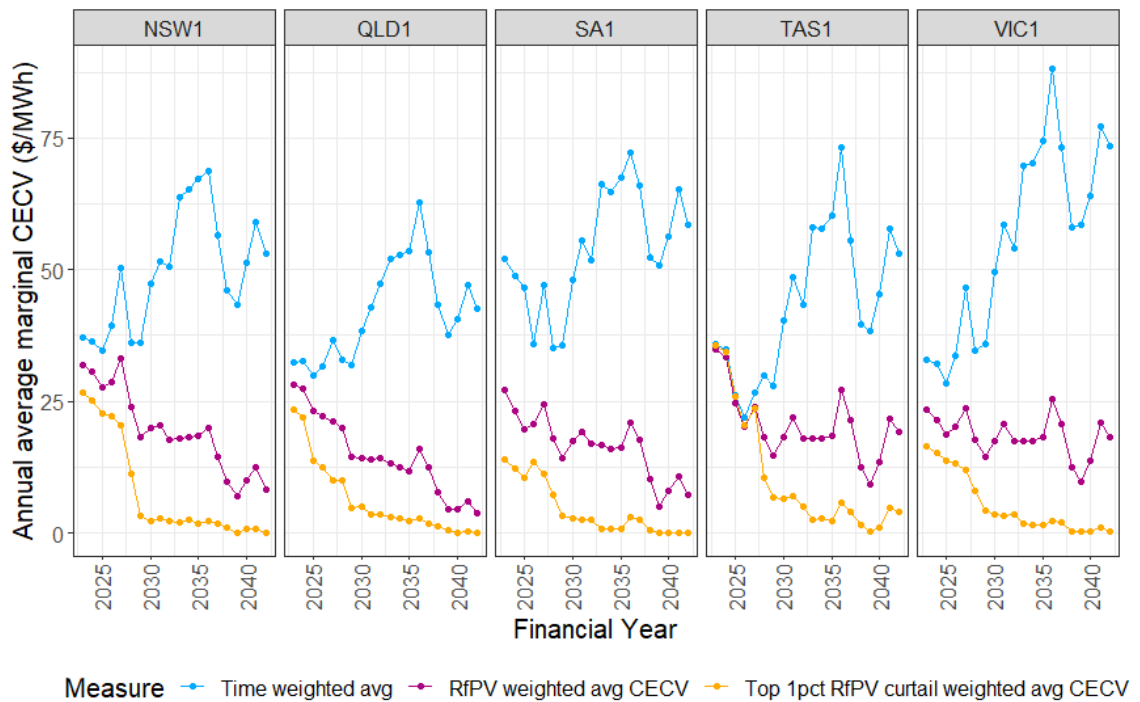 NSW1 QLD1 SA1 TAS1 VIC1
Annual average marginal CECV ($/MWh)
75
50
25
0
2025 2030 2035 2040 2025 2030 2035 2040 2025 2030 2035 2040 2025 2030 2035 2040 2025 2030 2035 2040
Financial Year
Measure Time weighted avg RfPV weighted avg CECV Top 1pct RfPV curtail weighted avg CECV